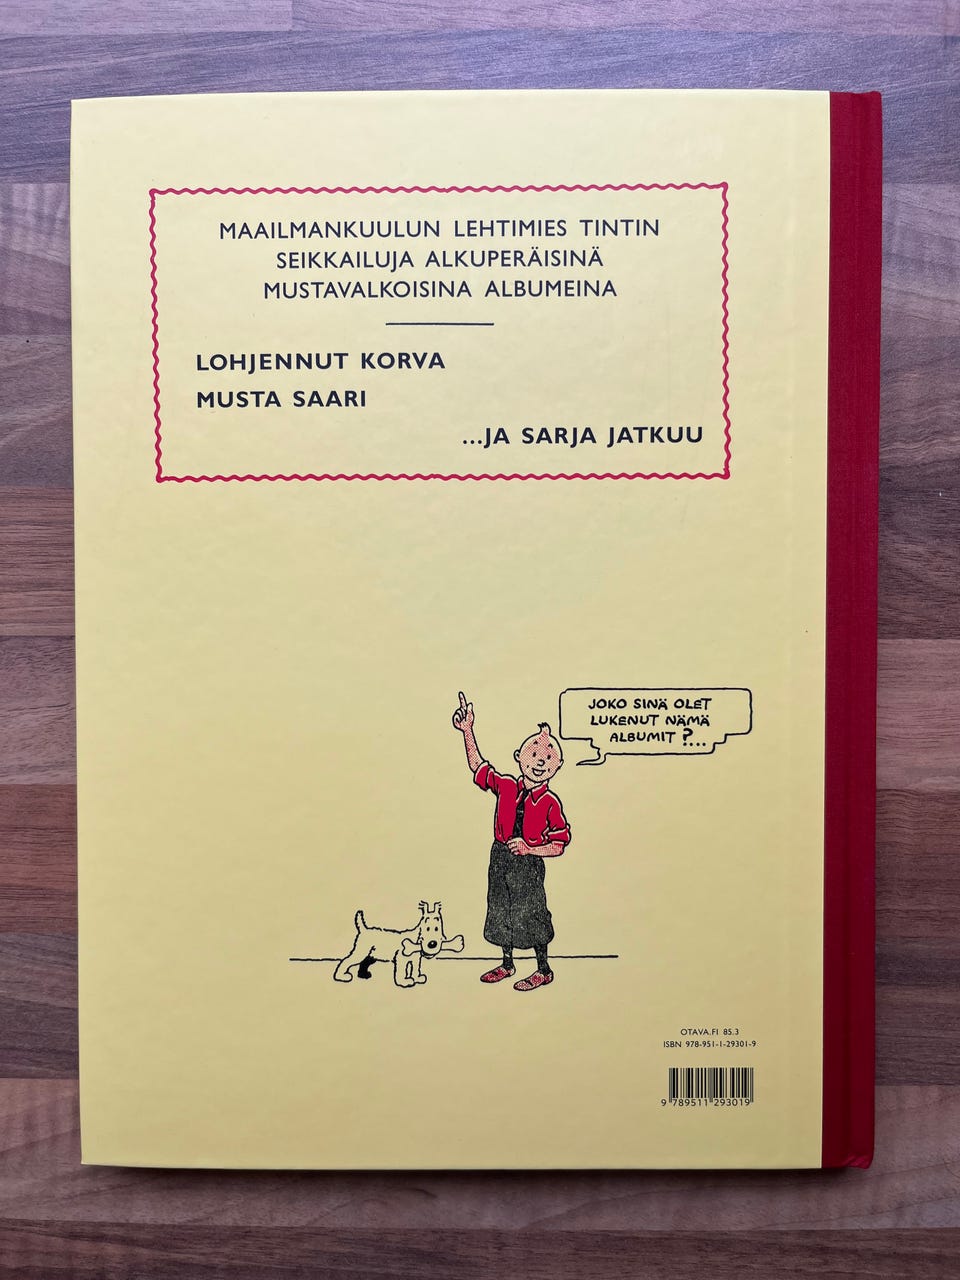 MAAILMANKUULUN LEHTIMIES TINTIN
SEIKKAILUJA ALKUPERÄISINÄ
MUSTAVALKOISINA ALBUMEINA
LOHJENNUT KORVA
MUSTA SAARI
...JA SARJA JATKUU
JOKO SINÄ OLET
LUKENUT NÄMÄ
ALBUMIT?...
OTAVA.FI 85.3
ISBN 978-951-1-29301-9
9 789511 293019